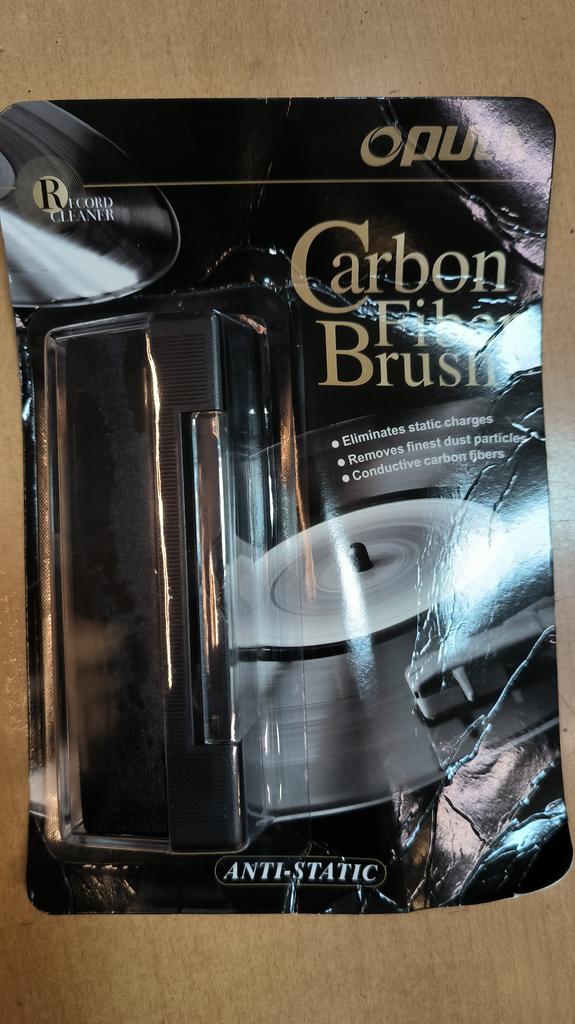 RECORD
CLEANER
Carbon
Fiber
Brush
● Eliminates static charges
● Removes finest dust particles
● Conductive carbon fibers
ANTI-STATIC